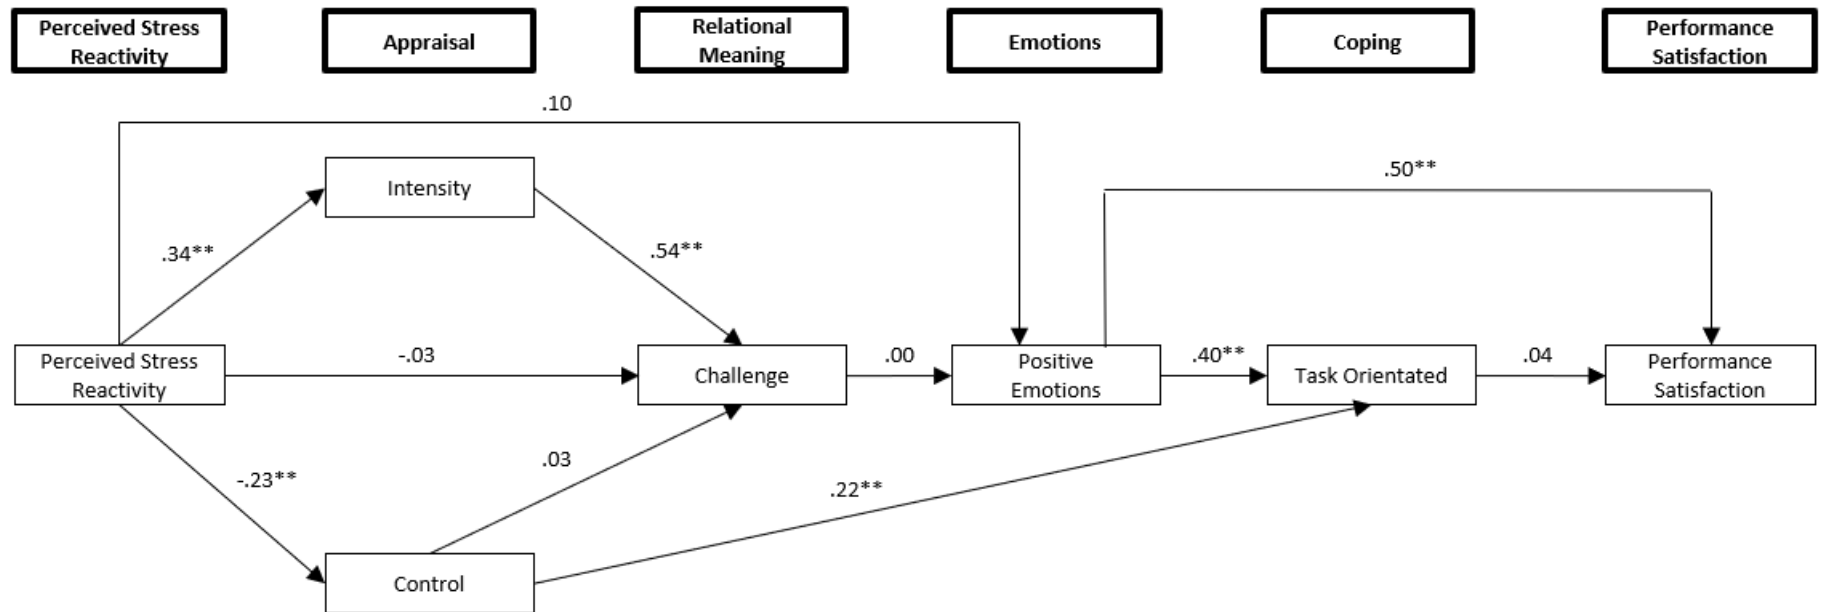 Perceived Stress
Reactivity
Appraisal
Relational
Meaning
Emotions
Coping
Performance
Satisfaction
.10
.50**
Intensity
.34**
.54**
Perceived Stress
Reactivity
-.03
Challenge
.00
Positive
Emotions
.40**
Task Orientated
.04
Performance
Satisfaction
-.23**
.03
.22**
Control